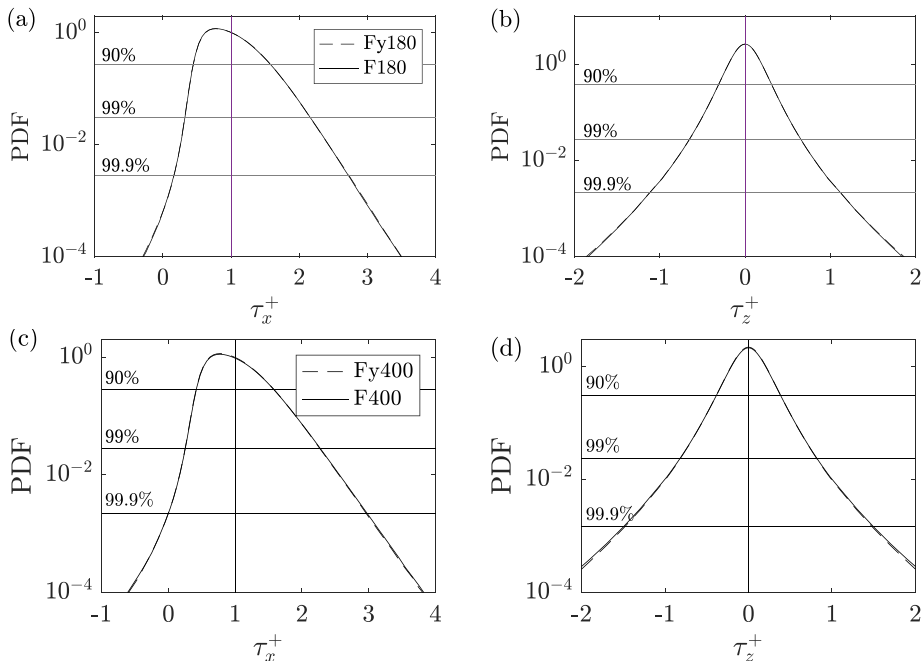 (a)
10^0
10^-2
10^-4
PDF
90%
99%
99.9%
Fy180
F180
-1 0 1 2 3 4
τ_x^+
(b)
10^0
10^-2
10^-4
PDF
90%
99%
99.9%
-2 -1 0 1 2
τ_z^+
(c)
10^0
10^-2
10^-4
PDF
90%
99%
99.9%
Fy400
F400
-1 0 1 2 3 4
τ_x^+
(d)
10^0
10^-2
10^-4
PDF
90%
99%
99.9%
-2 -1 0 1 2
τ_z^+